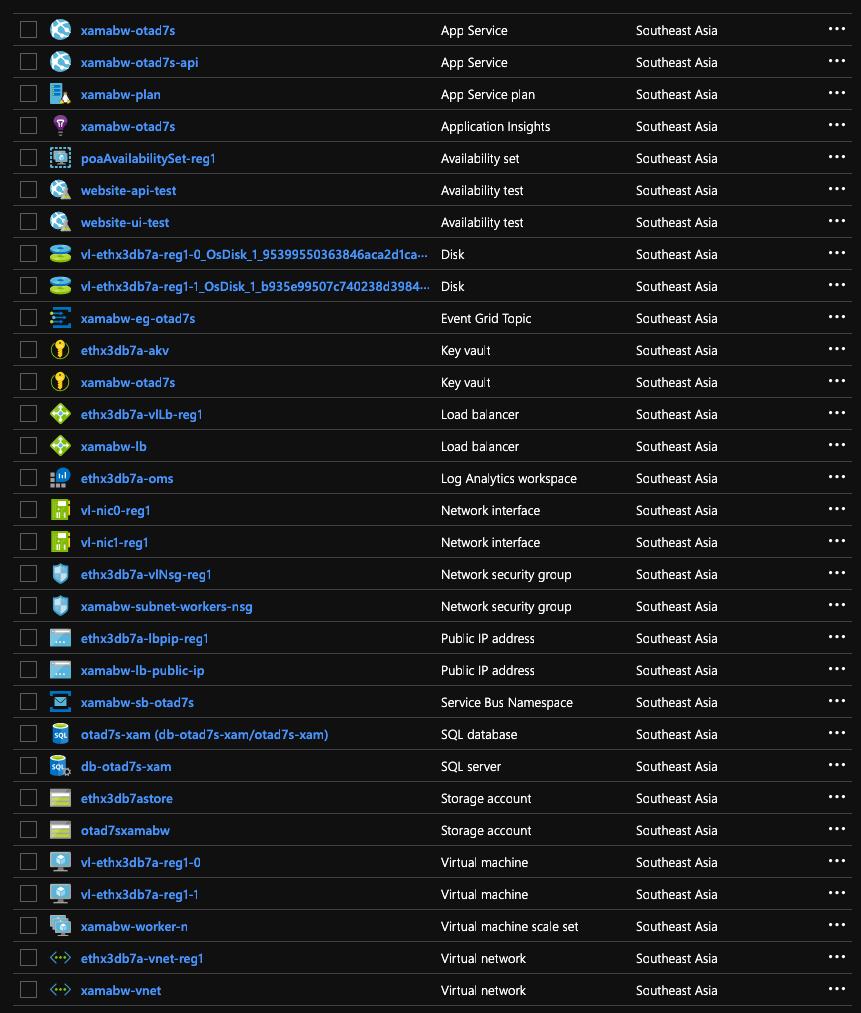 xamabw-otad7s App Service Southeast Asia ...
xamabw-otad7s-api App Service Southeast Asia ...
xamabw-plan App Service plan Southeast Asia ...
xamabw-otad7s Application Insights Southeast Asia ...
poaAvailabilitySet-reg1 Availability set Southeast Asia ...
website-api-test Availability test Southeast Asia ...
website-ui-test Availability test Southeast Asia ...
vl-ethx3db7a-reg1-0_OsDisk_1_95399550363846aca2d1ca... Disk Southeast Asia ...
vl-ethx3db7a-reg1-1_OsDisk_1_b935e99507c740238d3984... Disk Southeast Asia ...
xamabw-eg-otad7s Event Grid Topic Southeast Asia ...
ethx3db7a-akv Key vault Southeast Asia ...
xamabw-otad7s Key vault Southeast Asia ...
ethx3db7a-vlLb-reg1 Load balancer Southeast Asia ...
xamabw-lb Load balancer Southeast Asia ...
ethx3db7a-oms Log Analytics workspace Southeast Asia ...
vl-nic0-reg1 Network interface Southeast Asia ...
vl-nic1-reg1 Network interface Southeast Asia ...
ethx3db7a-vlNsg-reg1 Network security group Southeast Asia ...
xamabw-subnet-workers-nsg Network security group Southeast Asia ...
ethx3db7a-lbpip-reg1 Public IP address Southeast Asia ...
xamabw-lb-public-ip Public IP address Southeast Asia ...
xamabw-sb-otad7s Service Bus Namespace Southeast Asia ...
SQL otad7s-xam (db-otad7s-xam/otad7s-xam) SQL database Southeast Asia ...
SQL db-otad7s-xam SQL server Southeast Asia ...
ethx3db7astore Storage account Southeast Asia ...
otad7sxamabw Storage account Southeast Asia ...
vl-ethx3db7a-reg1-0 Virtual machine Southeast Asia ...
vl-ethx3db7a-reg1-1 Virtual machine Southeast Asia ...
xamabw-worker-n Virtual machine scale set Southeast Asia ...
ethx3db7a-vnet-reg1 Virtual network Southeast Asia ...
xamabw-vnet Virtual network Southeast Asia ...